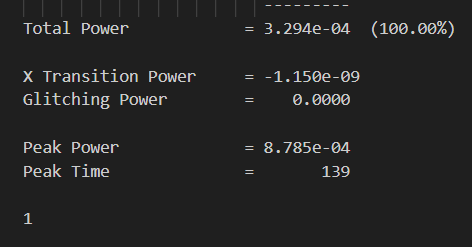 ---------
Total Power = 3.294e-04 (100.00%)
X Transition Power = -1.150e-09
Glitching Power = 0.0000
Peak Power = 8.785e-04
Peak Time = 139
1